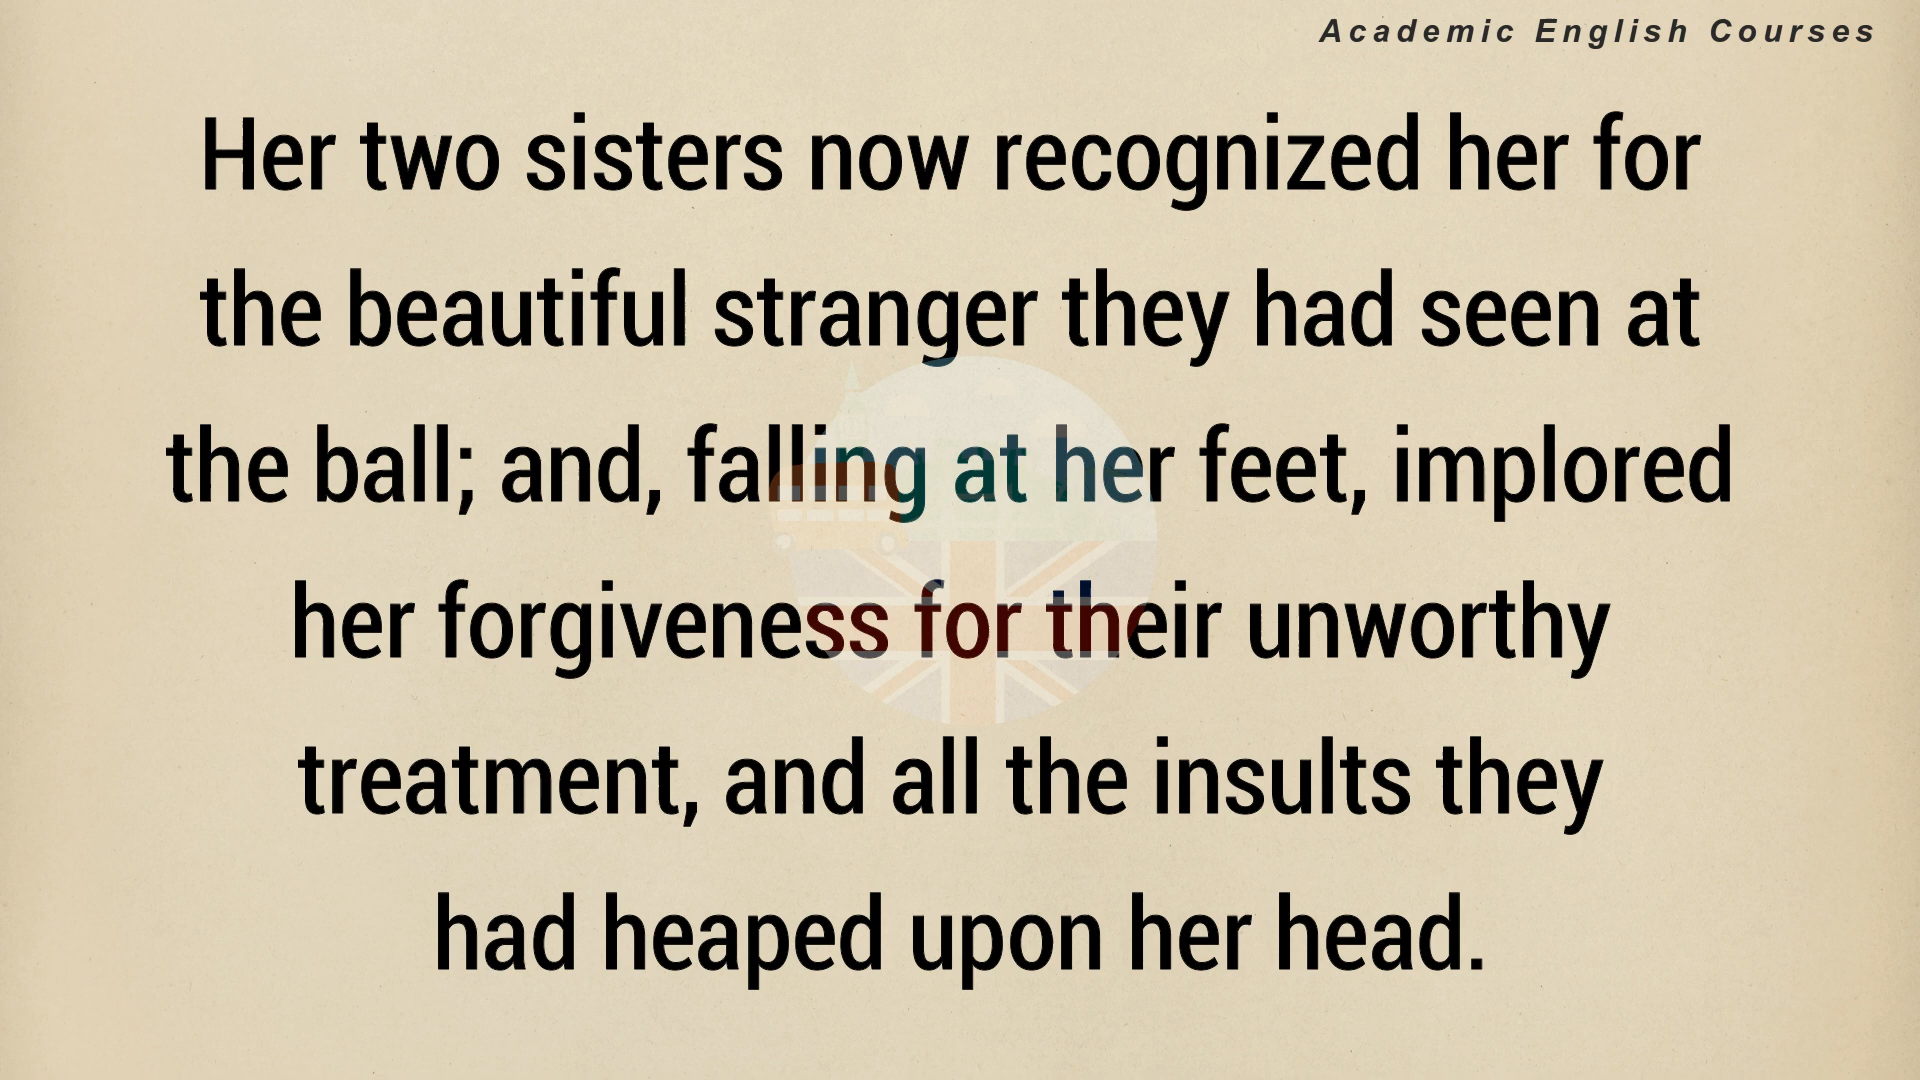 Academic English Courses
Her two sisters now recognized her for
the beautiful stranger they had seen at
the ball; and, falling at her feet, implored
her forgiveness for their unworthy
treatment, and all the insults they
had heaped upon her head.